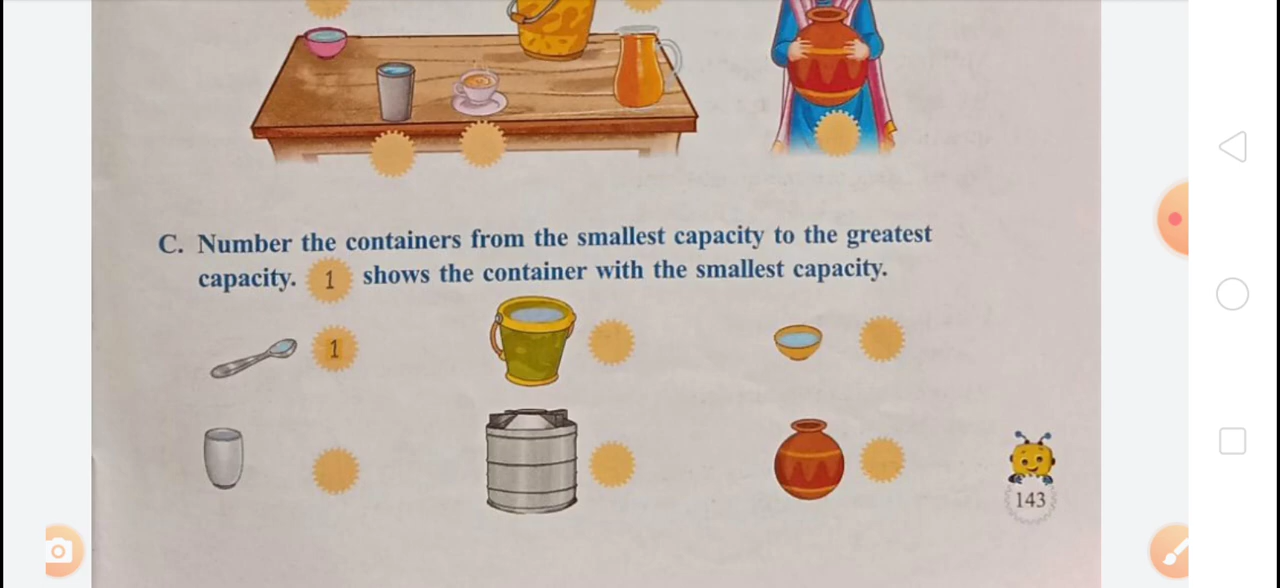 C. Number the containers from the smallest capacity to the greatest
capacity. 1 shows the container with the smallest capacity.
1
143